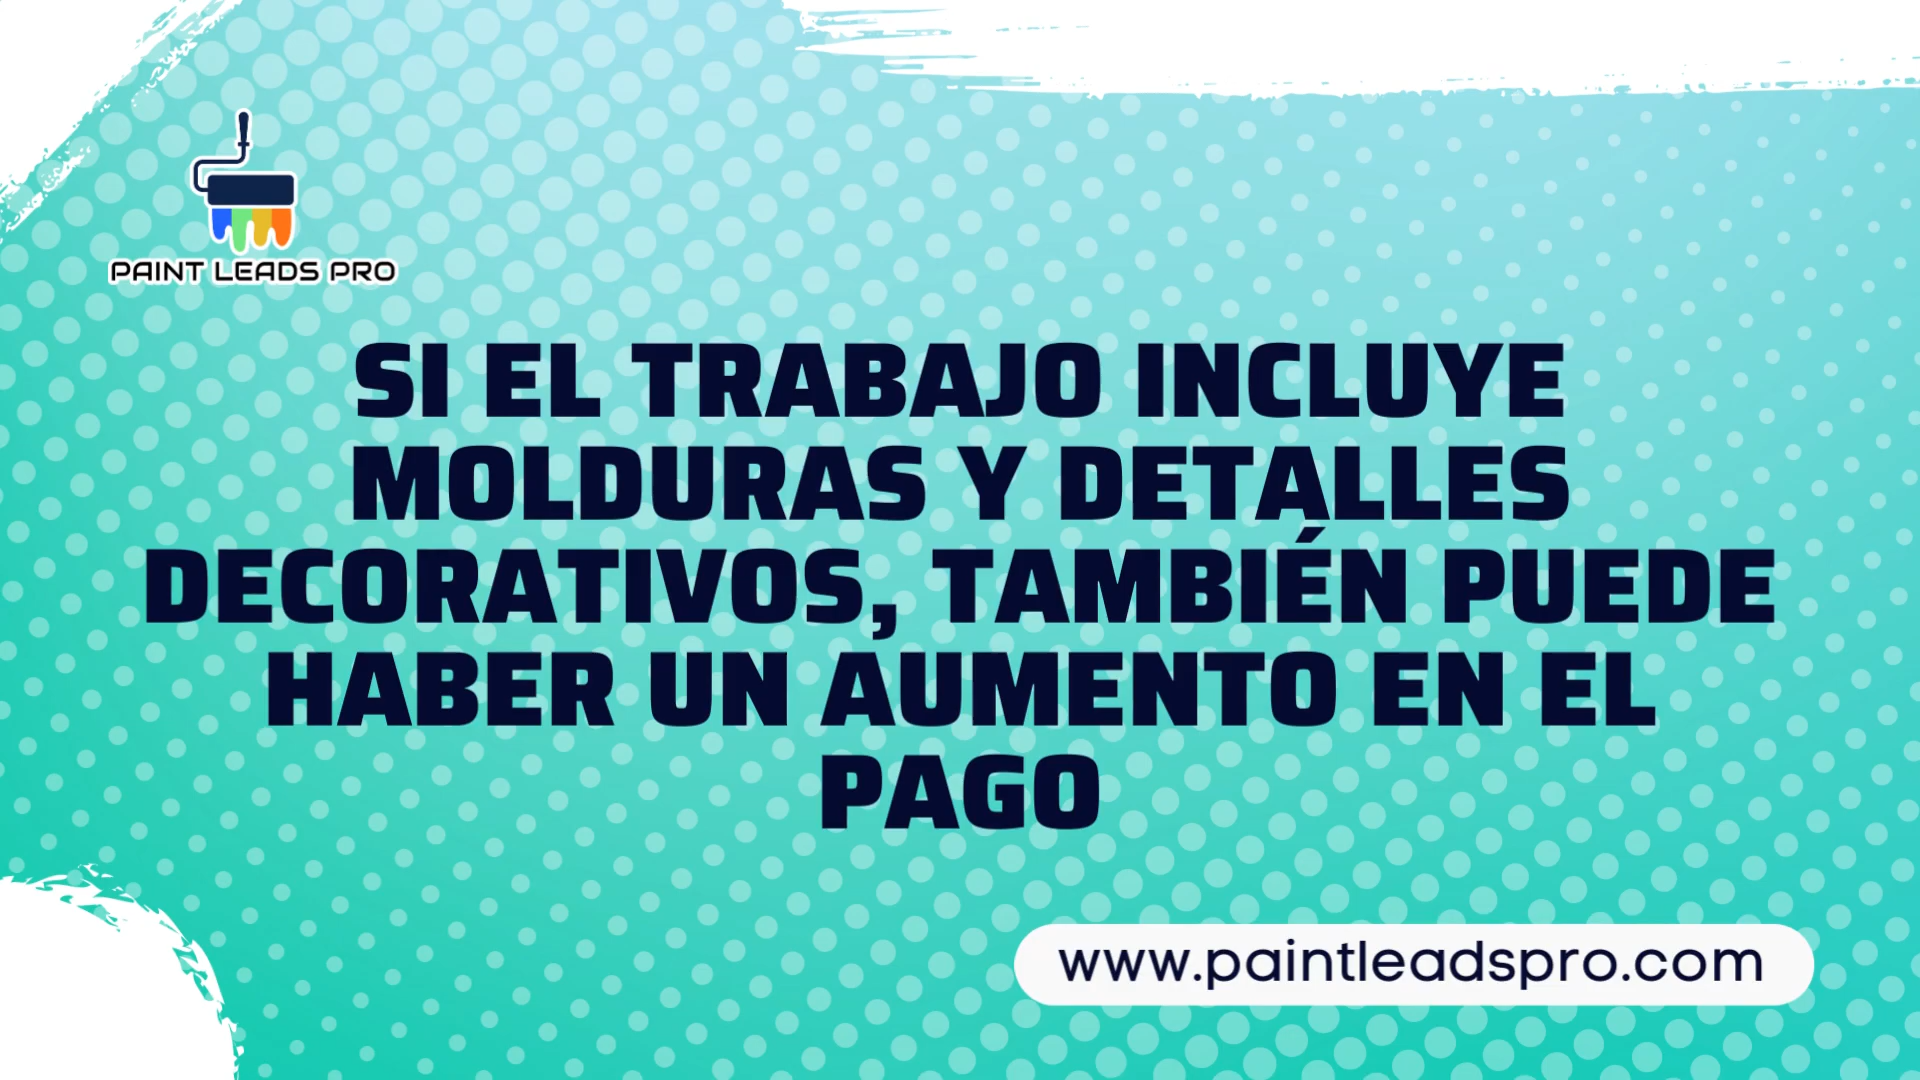 PAINT LEADS PRO
SI EL TRABAJO INCLUYE
MOLDURAS Y DETALLES
DECORATIVOS, TAMBIÉN PUEDE
HABER UN AUMENTO EN EL
PAGO
www.paintleadspro.com